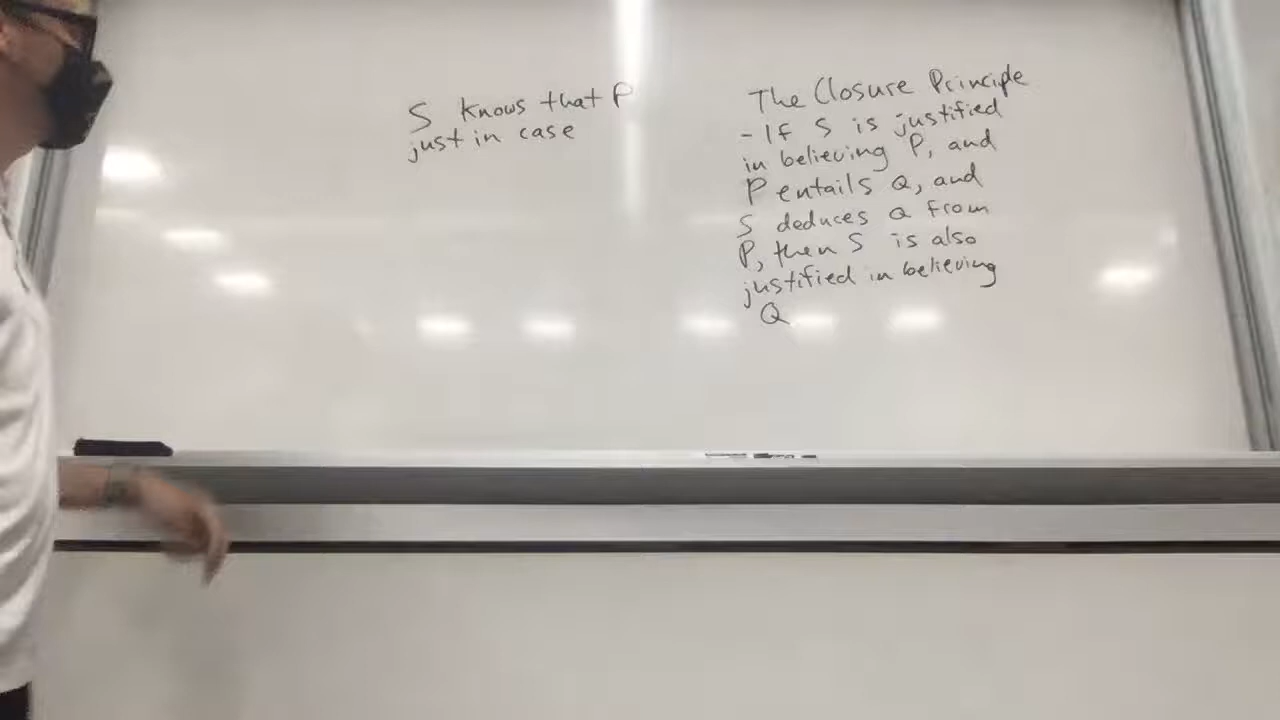 S knows that P
just in case
The Closure Principle
- If S is justified
in believing P, and
P entails Q, and
S deduces Q from
P, then S is also
justified in believing
Q